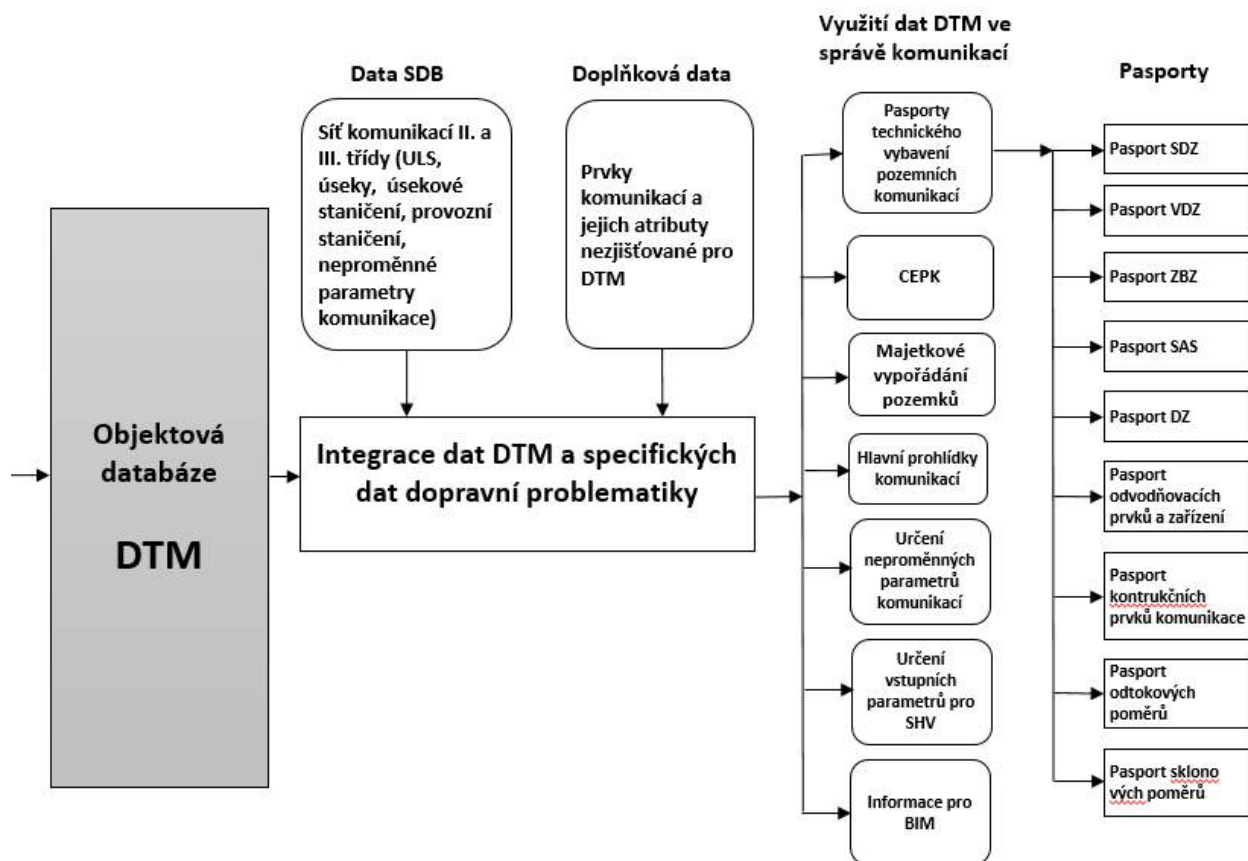 Data SDB
Síť komunikací II. a
III. třídy (ULS,
úseky, úsekové
staničení, provozní
staničení,
neproměnné
parametry
komunikace)
Doplňková data
Prvky
komunikací a
jejich atributy
nezjišťované pro
DTM
Objektová
databáze
DTM
Integrace dat DTM a specifických
dat dopravní problematiky
Využití dat DTM ve
správě komunikací
Pasporty
technického
vybavení
pozemních
komunikací
CEPK
Majetkové
vypořádání
pozemků
Hlavní prohlídky
komunikací
Určení
neproměnných
parametrů
komunikací
Určení
vstupních
parametrů pro
SHV
Informace pro
BIM
Pasporty
Pasport SDZ
Pasport VDZ
Pasport ZBZ
Pasport SAS
Pasport DZ
Pasport
odvodňovacích
prvků a zařízení
Pasport
kontrukčních
prvků komunikace
Pasport
odtokových
poměrů
Pasport sklono
vých poměrů